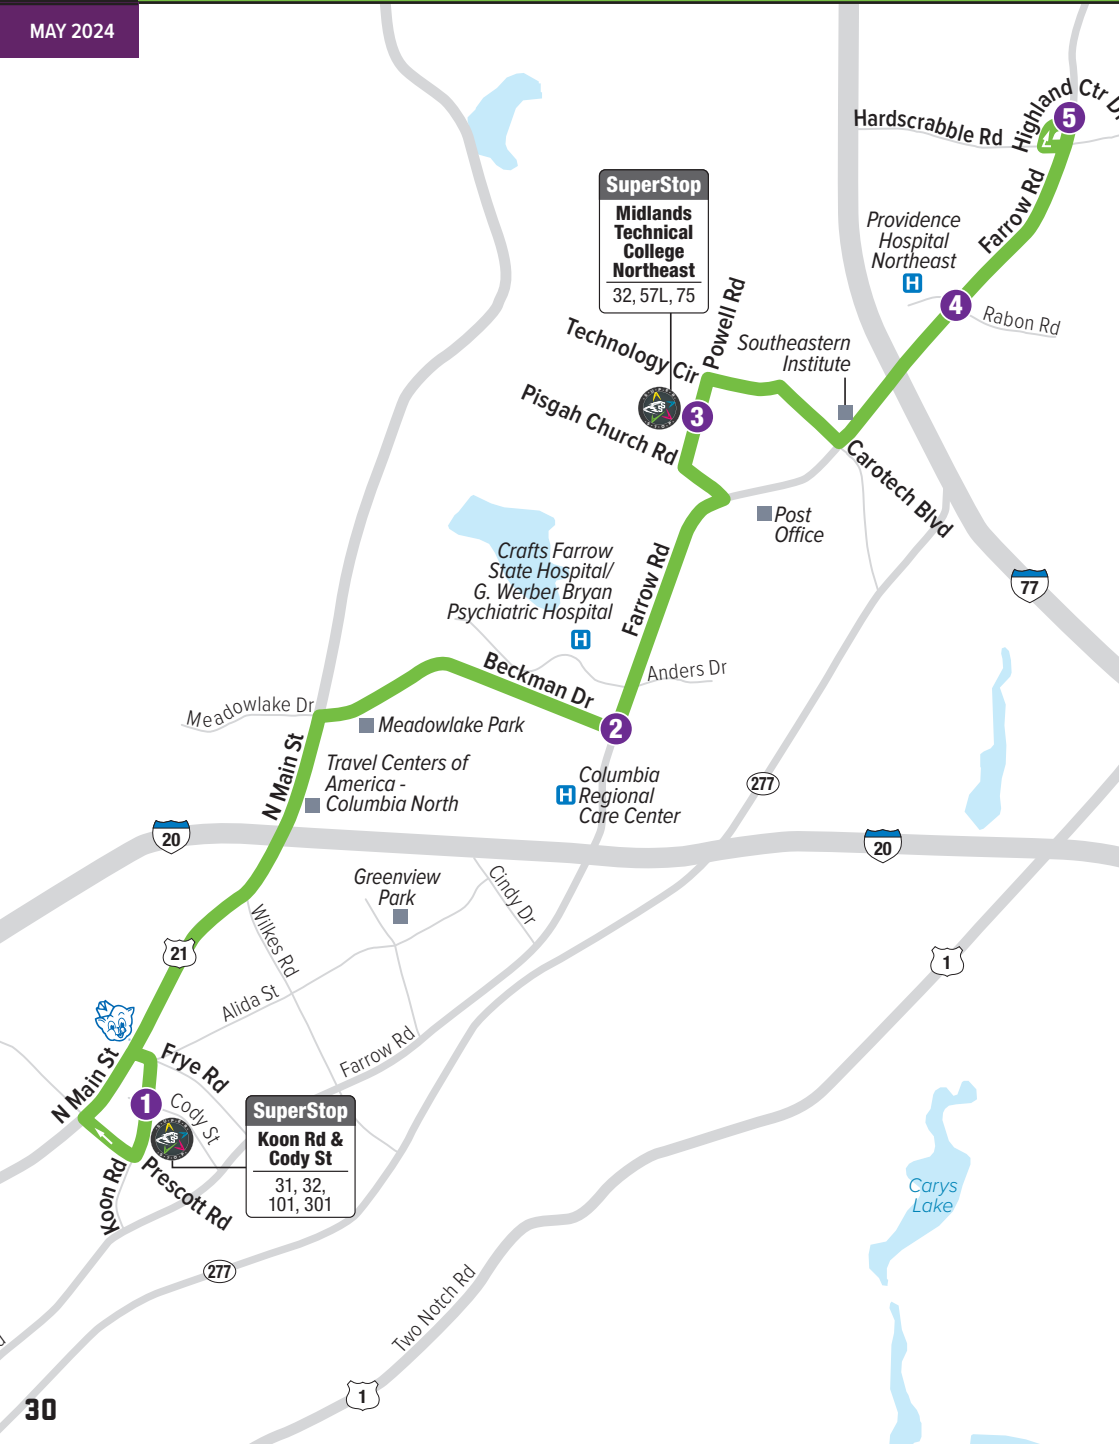 MAY 2024
Highland Ctr Dr
5
Hardscrabble Rd
Farrow Rd
SuperStop
Midlands
Technical
College
Northeast
32, 57L, 75
Providence
Hospital
Northeast
H
4
Rabon Rd
Powell Rd
Technology Cir
Southeastern
Institute
3
Pisgah Church Rd
Carotech Blvd
Post
Office
Crafts Farrow
State Hospital/
G. Werber Bryan
Psychiatric Hospital
H
Farrow Rd
77
Anders Dr
Beckman Dr
Meadowlake Dr
2
Meadowlake Park
N Main St
Travel Centers of
America -
Columbia North
H
Columbia
Regional
Care Center
277
20
20
Greenview
Park
Cindy Dr
Wilkes Rd
21
1
Alida St
Farrow Rd
N Main St
Frye Rd
1
Cody St
SuperStop
Koon Rd &
Cody St
31, 32,
101, 301
Koon Rd
Prescott Rd
Carys
Lake
277
Two Notch Rd
1
30